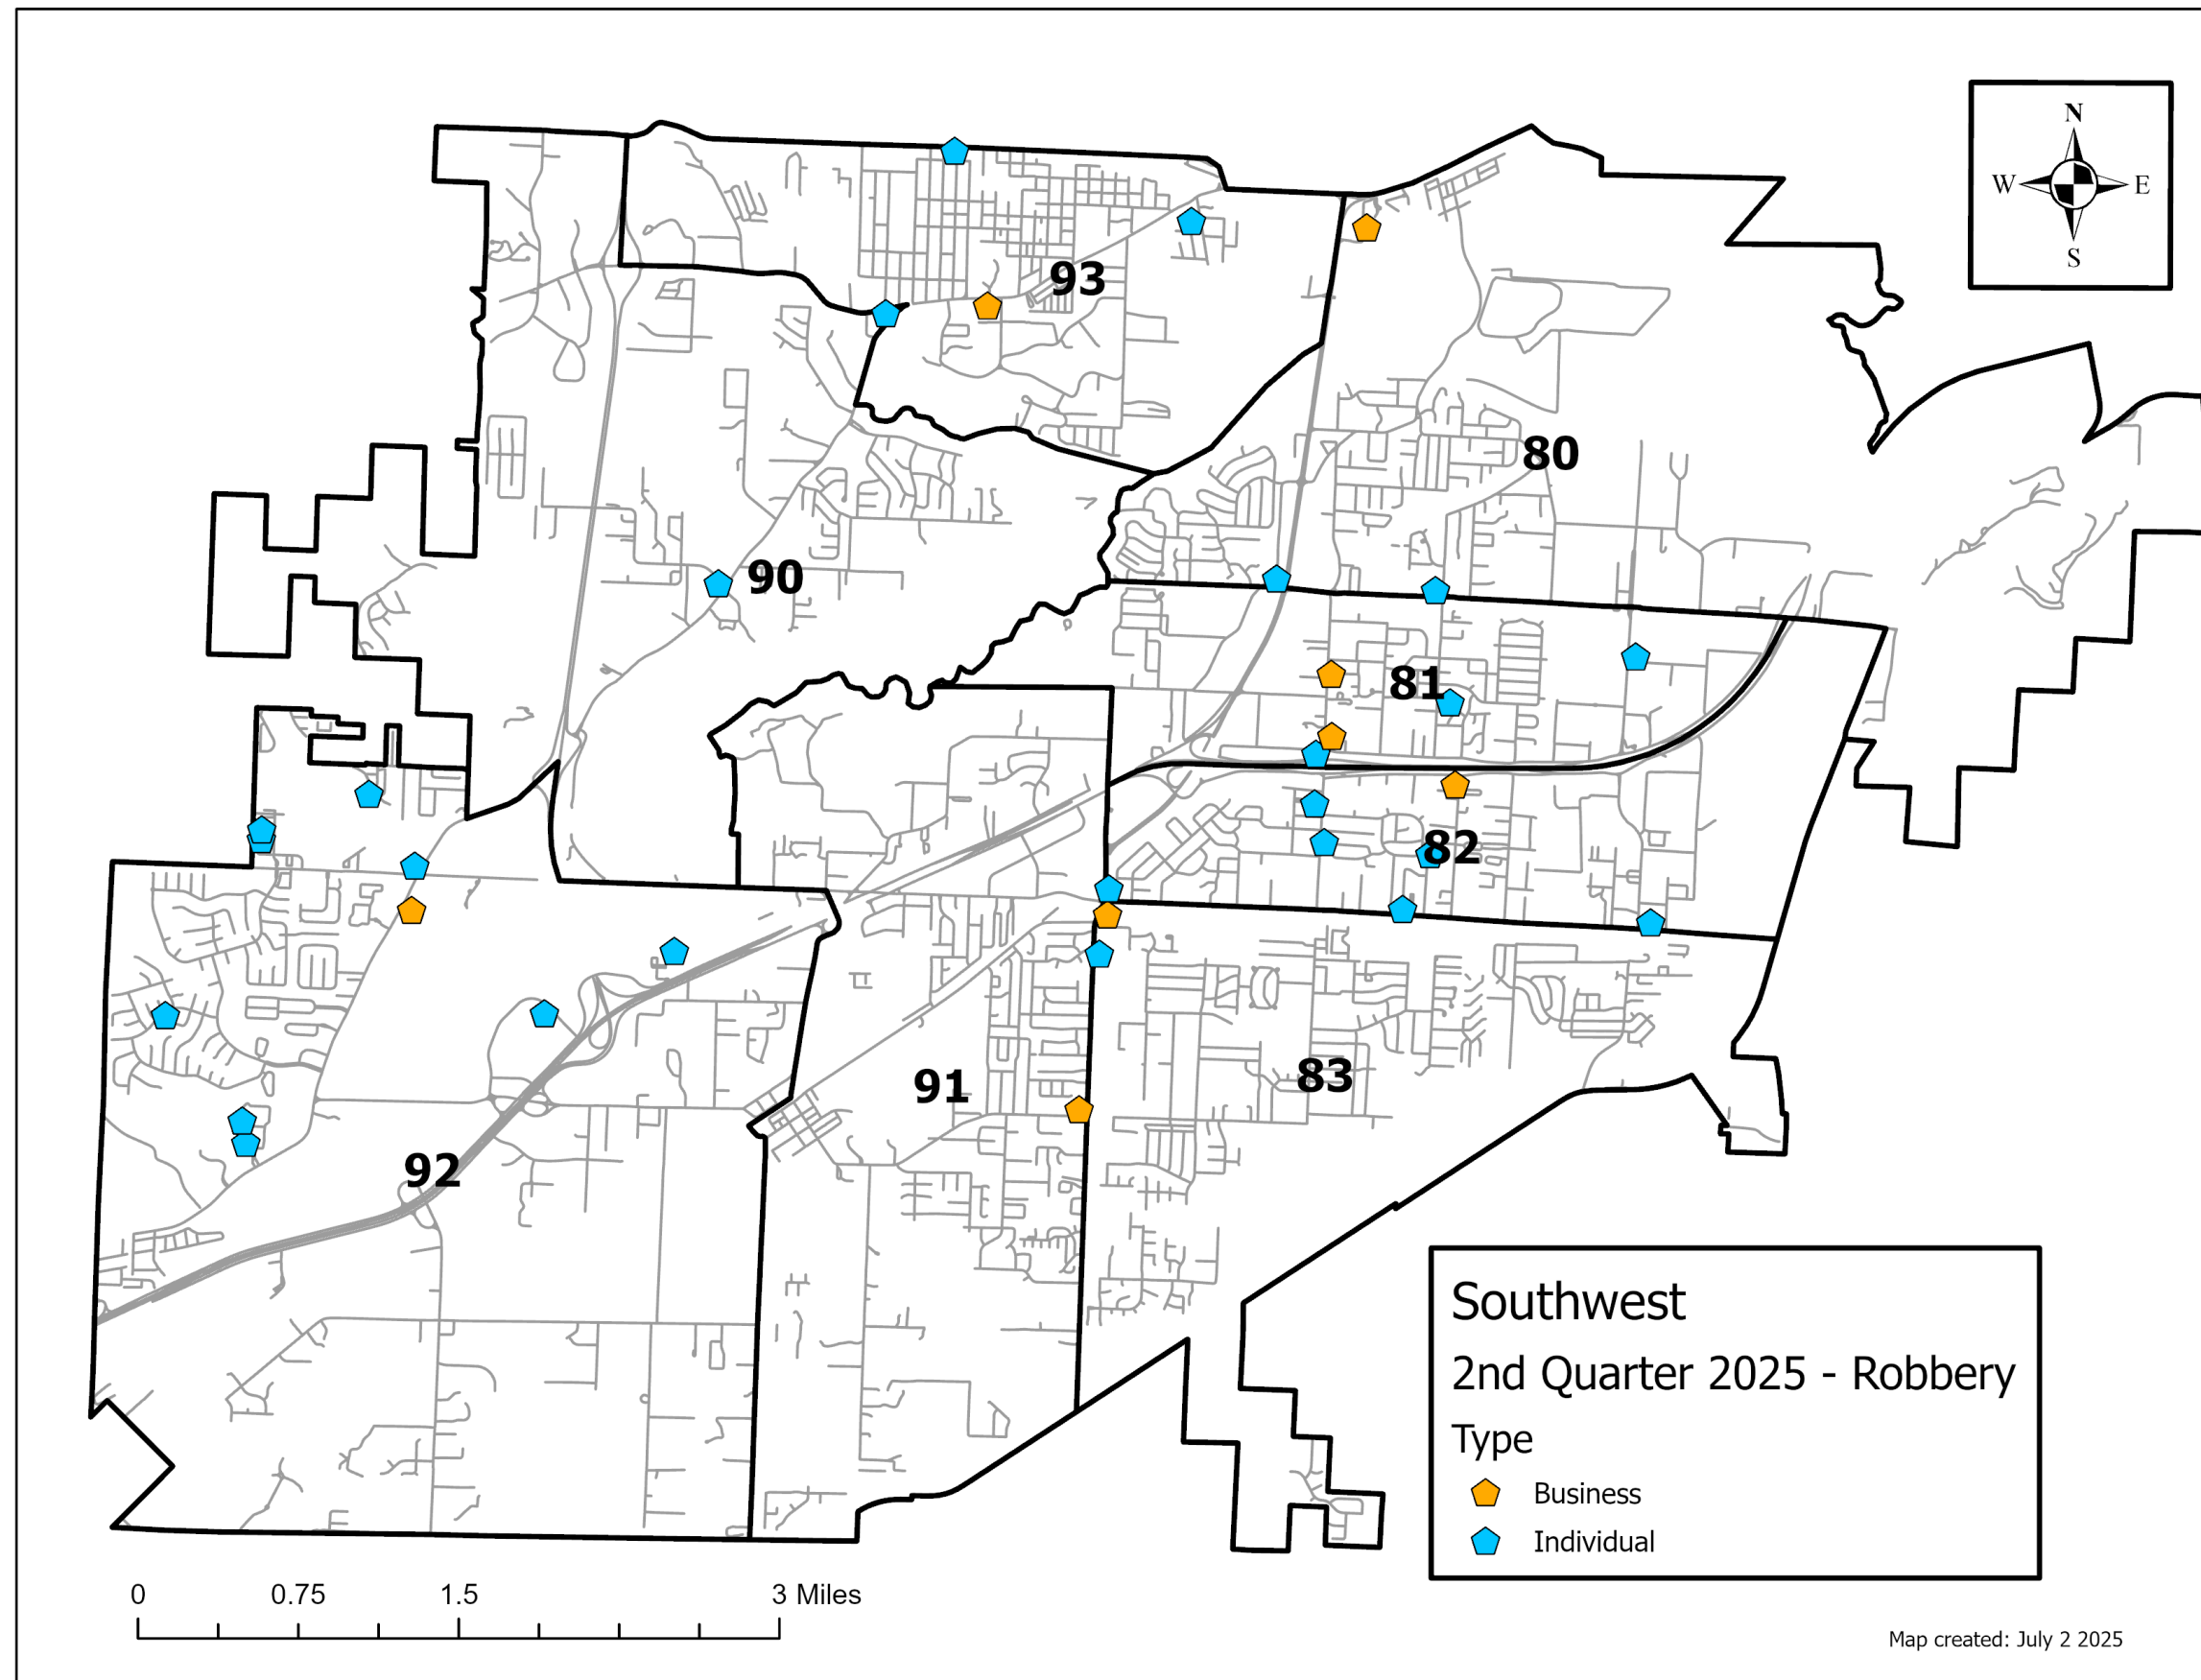 N
W E
S
93
80
90
81
82
83
91
92
Southwest
2nd Quarter 2025 - Robbery
Type
Business
Individual
0 0.75 1.5 3 Miles
Map created: July 2 2025